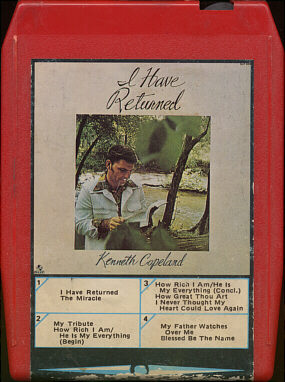 I Have
Returned
Kenneth Copeland
1
I Have Returned
The Miracle
2
My Tribute
How Rich I Am/
He Is My Everything
(Begin)
3
How Rich I Am/He Is
My Everything (Concl.)
How Great Thou Art
I Never Thought My
Heart Could Love Again
4
My Father Watches
Over Me
Blessed Be The Name